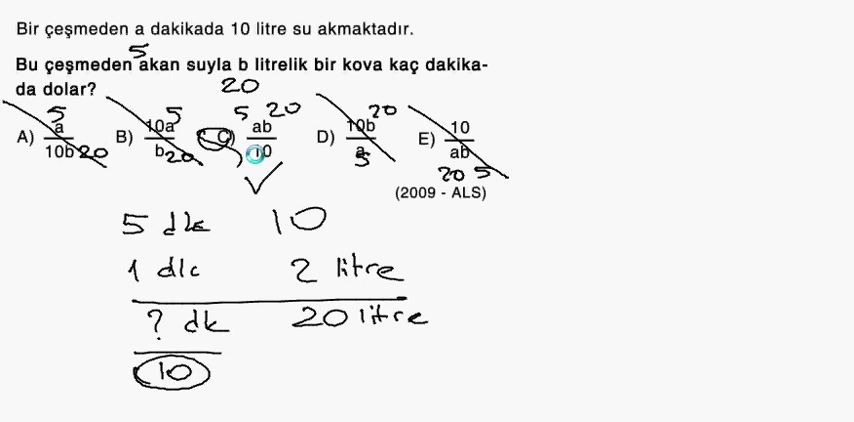 Bir çeşmeden a dakikada 10 litre su akmaktadır.
5
Bu çeşmeden akan suyla b litrelik bir kova kaç dakika-
20
da dolar?
5 5 5 20 20
A) a/10b B) 10a/b C) ab/10 D) 10b/a E) 10/ab
20 20 5 20 5
(2009 - ALS)
5 dk 10
1 dk 2 litre
? dk 20 litre
10